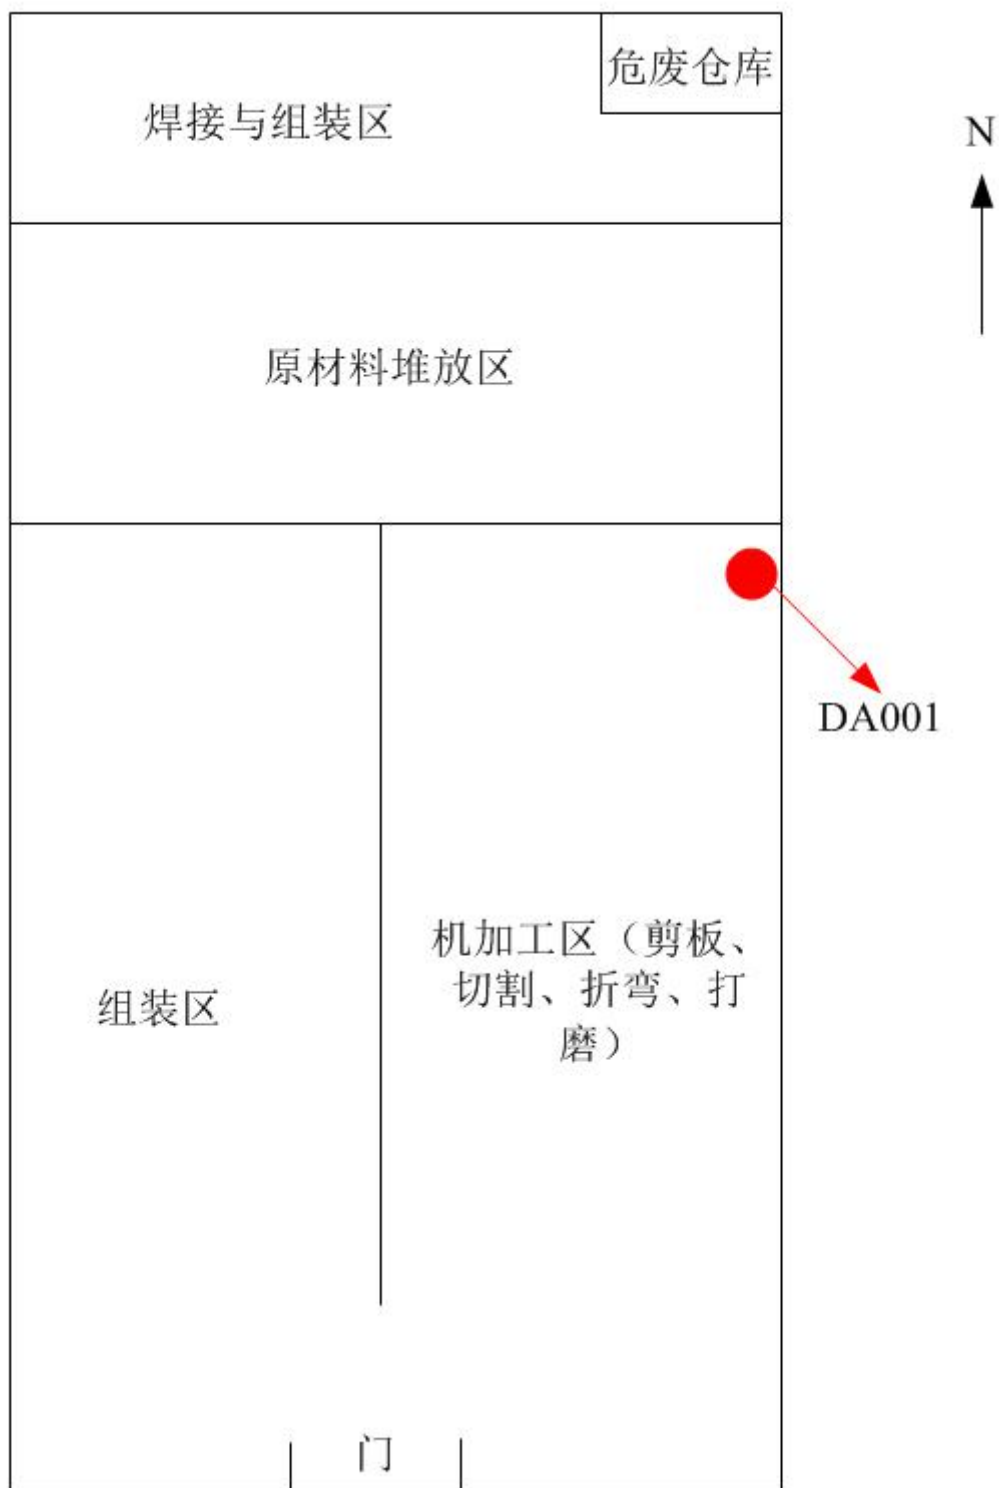 危废仓库
焊接与组装区
N
原材料堆放区
DA001
机加工区（剪板、
切割、折弯、打
磨）
组装区
门